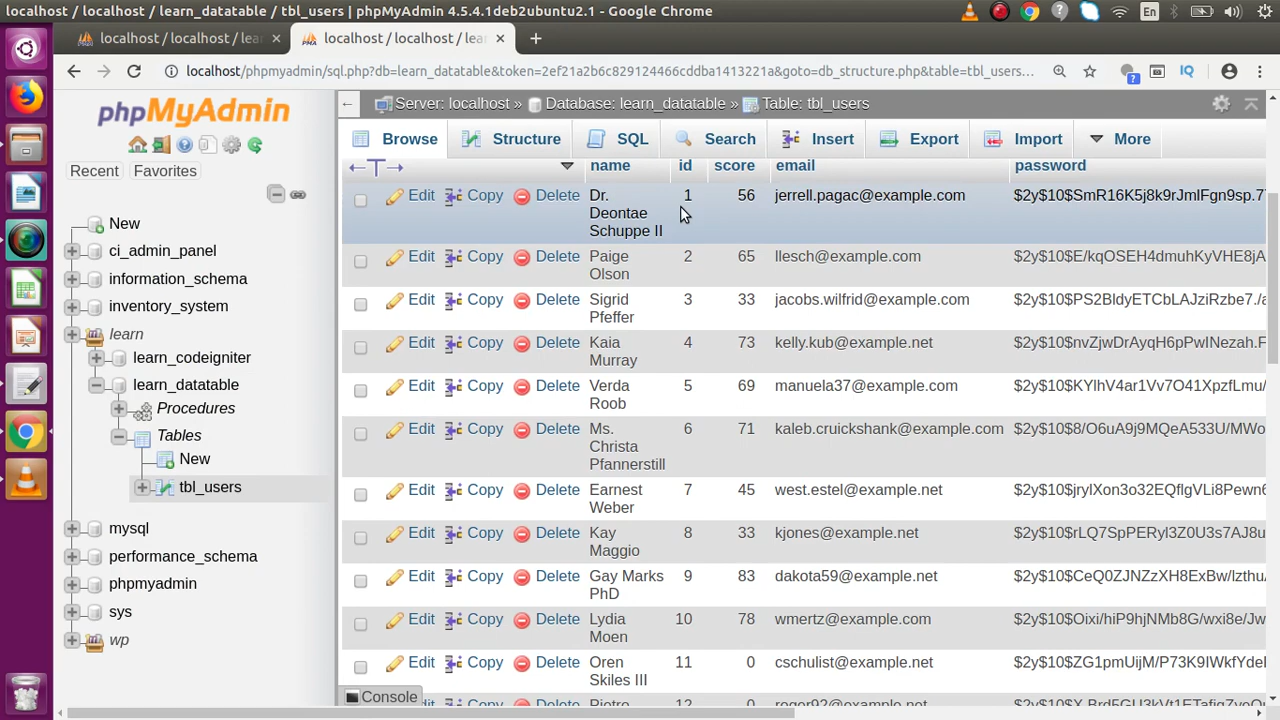 localhost / localhost / learn_datatable / tbl_users | phpMyAdmin 4.5.4.1deb2ubuntu2.1 - Google Chrome
En
localhost / localhost / lea
localhost / localhost / lea
localhost/phpmyadmin/sql.php?db=learn_datatable&token=2ef21a2b6c829124466cddba1413221a&goto=db_structure.php&table=tbl_users...
phpMyAdmin
Recent Favorites
New
ci_admin_panel
information_schema
inventory_system
learn
learn_codeigniter
learn_datatable
Procedures
Tables
New
tbl_users
mysql
performance_schema
phpmyadmin
sys
wp
Server: localhost » Database: learn_datatable » Table: tbl_users
Browse Structure SQL Search Insert Export Import More
name id score email password
Edit Copy Delete Dr. 1 56 jerrell.pagac@example.com $2y$10$SmR16K5j8k9rJmlFgn9sp.7
Deontae
Schuppe II
Edit Copy Delete Paige 2 65 llesch@example.com $2y$10$E/kqOSEH4dmuhKyVHE8jA
Olson
Edit Copy Delete Sigrid 3 33 jacobs.wilfrid@example.com $2y$10$PS2BldyETCbLAJziRzbe7./a
Pfeffer
Edit Copy Delete Kaia 4 73 kelly.kub@example.net $2y$10$nvZjwDrAyqH6pPwINezah.F
Murray
Edit Copy Delete Verda 5 69 manuela37@example.com $2y$10$KYlhV4ar1Vv7O41XpzfLmu/
Roob
Edit Copy Delete Ms. 6 71 kaleb.cruickshank@example.com $2y$10$8/O6uA9j9MQeA533U/MWo
Christa
Pfannerstill
Edit Copy Delete Earnest 7 45 west.estel@example.net $2y$10$jrylXon3o32EQflgVLi8Pewn6
Weber
Edit Copy Delete Kay 8 33 kjones@example.net $2y$10$rLQ7SpPERyl3Z0U3s7AJ8u
Maggio
Edit Copy Delete Gay Marks 9 83 dakota59@example.net $2y$10$CeQ0ZJNZzXH8ExBw/lzthu
PhD
Edit Copy Delete Lydia 10 78 wmertz@example.com $2y$10$Oixi/hiP9hjNMb8G/wxi8e/Jw
Moen
Edit Copy Delete Oren 11 0 cschulist@example.net $2y$10$ZG1pmUijM/P73K9IWkfYde
Skiles III
Edit Copy Delete Pietro 12 0
Console